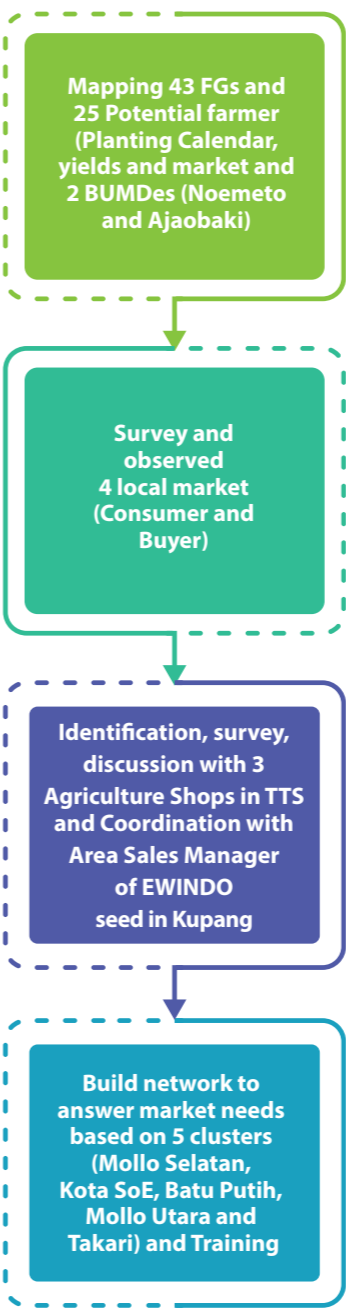 Mapping 43 FGs and
25 Potential farmer
(Planting Calendar,
yields and market and
2 BUMDes (Noemeto
and Ajaobaki)
Survey and
observed
4 local market
(Consumer and
Buyer)
Identification, survey,
discussion with 3
Agriculture Shops in TTS
and Coordination with
Area Sales Manager
of EWINDO
seed in Kupang
Build network to
answer market needs
based on 5 clusters
(Mollo Selatan,
Kota SoE, Batu Putih,
Mollo Utara and
Takari) and Training